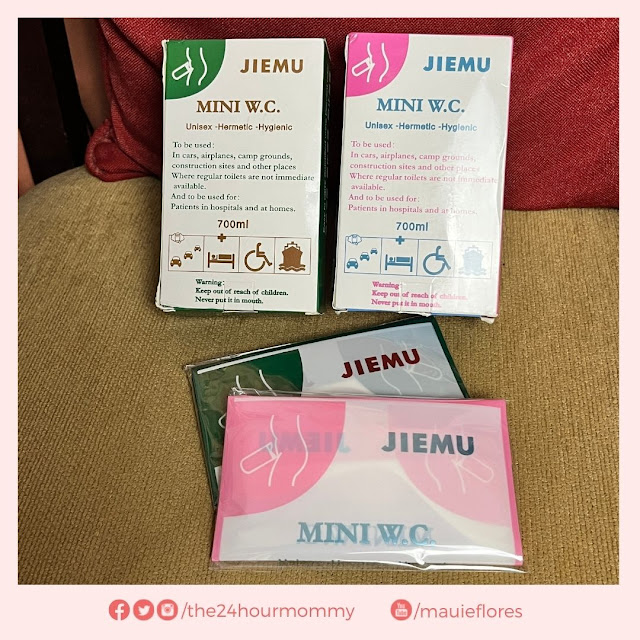 JIEMU
MINI W.C.
Unisex -Hermetic -Hygienic
To be used:
In cars, airplanes, camp grounds,
construction sites and other places
Where regular toilets are not immediate
available.
And to be used for:
Patients in hospitals and at homes.
700ml
Warning:
Keep out of reach of children.
Never put it in mouth.
JIEMU
MINI W.C.
Unisex -Hermetic -Hygienic
To be used:
In cars, airplanes, camp grounds,
construction sites and other places
Where regular toilets are not immediate
available.
And to be used for:
Patients in hospitals and at homes.
700ml
Warning:
Keep out of reach of children.
Never put it in mouth.
JIEMU
JIEMU
MINI W.C.
/the24hourmommy
You Tube /mauieflores